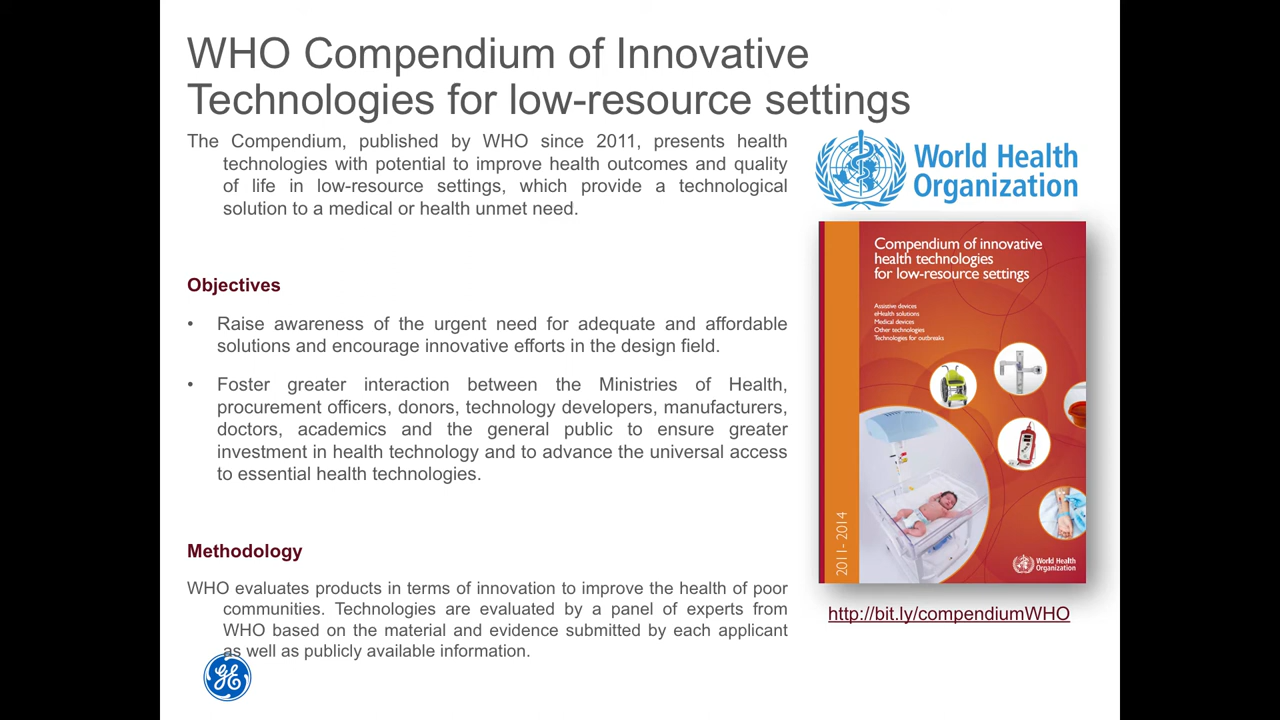 WHO Compendium of Innovative
Technologies for low-resource settings
The Compendium, published by WHO since 2011, presents health
technologies with potential to improve health outcomes and quality
of life in low-resource settings, which provide a technological
solution to a medical or health unmet need.
Objectives
• Raise awareness of the urgent need for adequate and affordable
solutions and encourage innovative efforts in the design field.
• Foster greater interaction between the Ministries of Health,
procurement officers, donors, technology developers, manufacturers,
doctors, academics and the general public to ensure greater
investment in health technology and to advance the universal access
to essential health technologies.
Methodology
WHO evaluates products in terms of innovation to improve the health of poor
communities. Technologies are evaluated by a panel of experts from
WHO based on the material and evidence submitted by each applicant
as well as publicly available information.
GE
World Health
Organization
Compendium of innovative
health technologies
for low-resource settings
Assistive devices
eHealth solutions
Medical devices
Other technologies
Technologies for outbreaks
2011-2014
World Health
Organization
http://bit.ly/compendiumWHO